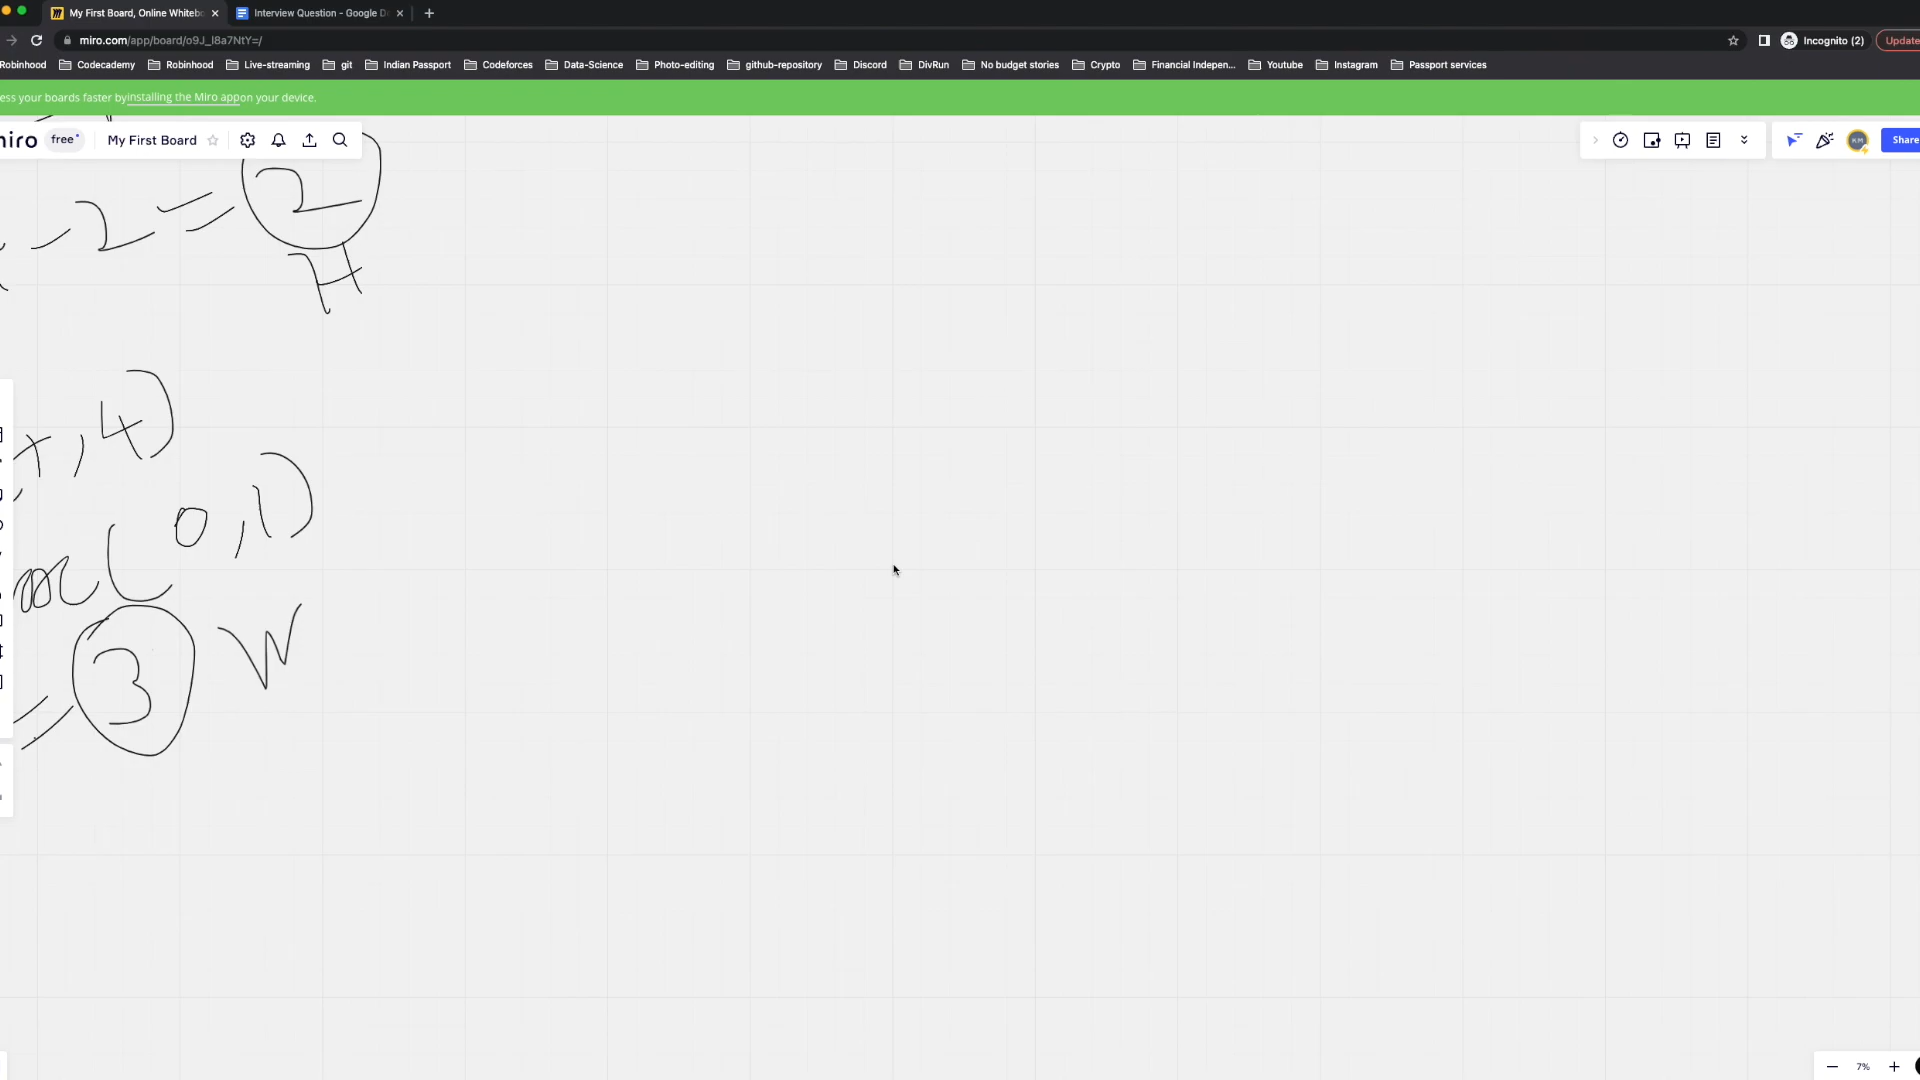 My First Board, Online Whitebo
Interview Question - Google D
miro.com/app/board/o9J_l8a7NtY=/
Incognito (2)
Update
Robinhood
Codecademy
Robinhood
Live-streaming
git
Indian Passport
Codeforces
Data-Science
Photo-editing
github-repository
Discord
DivRun
No budget stories
Crypto
Financial Indepen...
Youtube
Instagram
Passport services
ess your boards faster by installing the Miro app on your device.
miro
free
My First Board
Share
- 2 = 2
H
, 4)
(0, 1)
= 3 W
7%